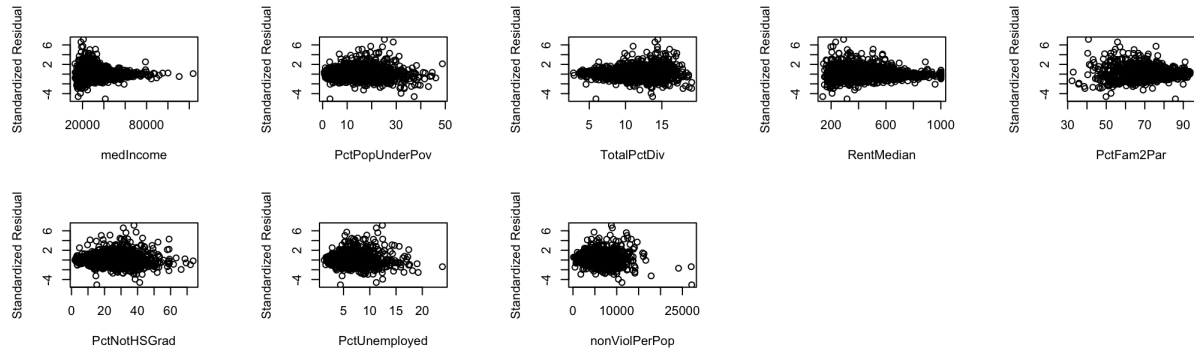 Standardized Residual
6
2
-4
20000 80000
medIncome
Standardized Residual
6
2
-4
0 10 30 50
PctPopUnderPov
Standardized Residual
6
2
-4
5 10 15
TotalPctDiv
Standardized Residual
6
2
-4
200 600 1000
RentMedian
Standardized Residual
6
2
-4
30 50 70 90
PctFam2Par
Standardized Residual
6
2
-4
0 20 40 60
PctNotHSGrad
Standardized Residual
6
2
-4
5 10 15 20
PctUnemployed
Standardized Residual
6
2
-4
0 10000 25000
nonViolPerPop